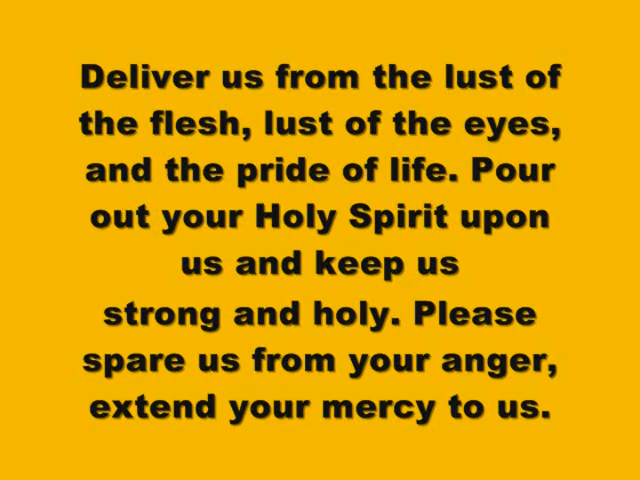 Deliver us from the lust of
the flesh, lust of the eyes,
and the pride of life. Pour
out your Holy Spirit upon
us and keep us
strong and holy. Please
spare us from your anger,
extend your mercy to us.